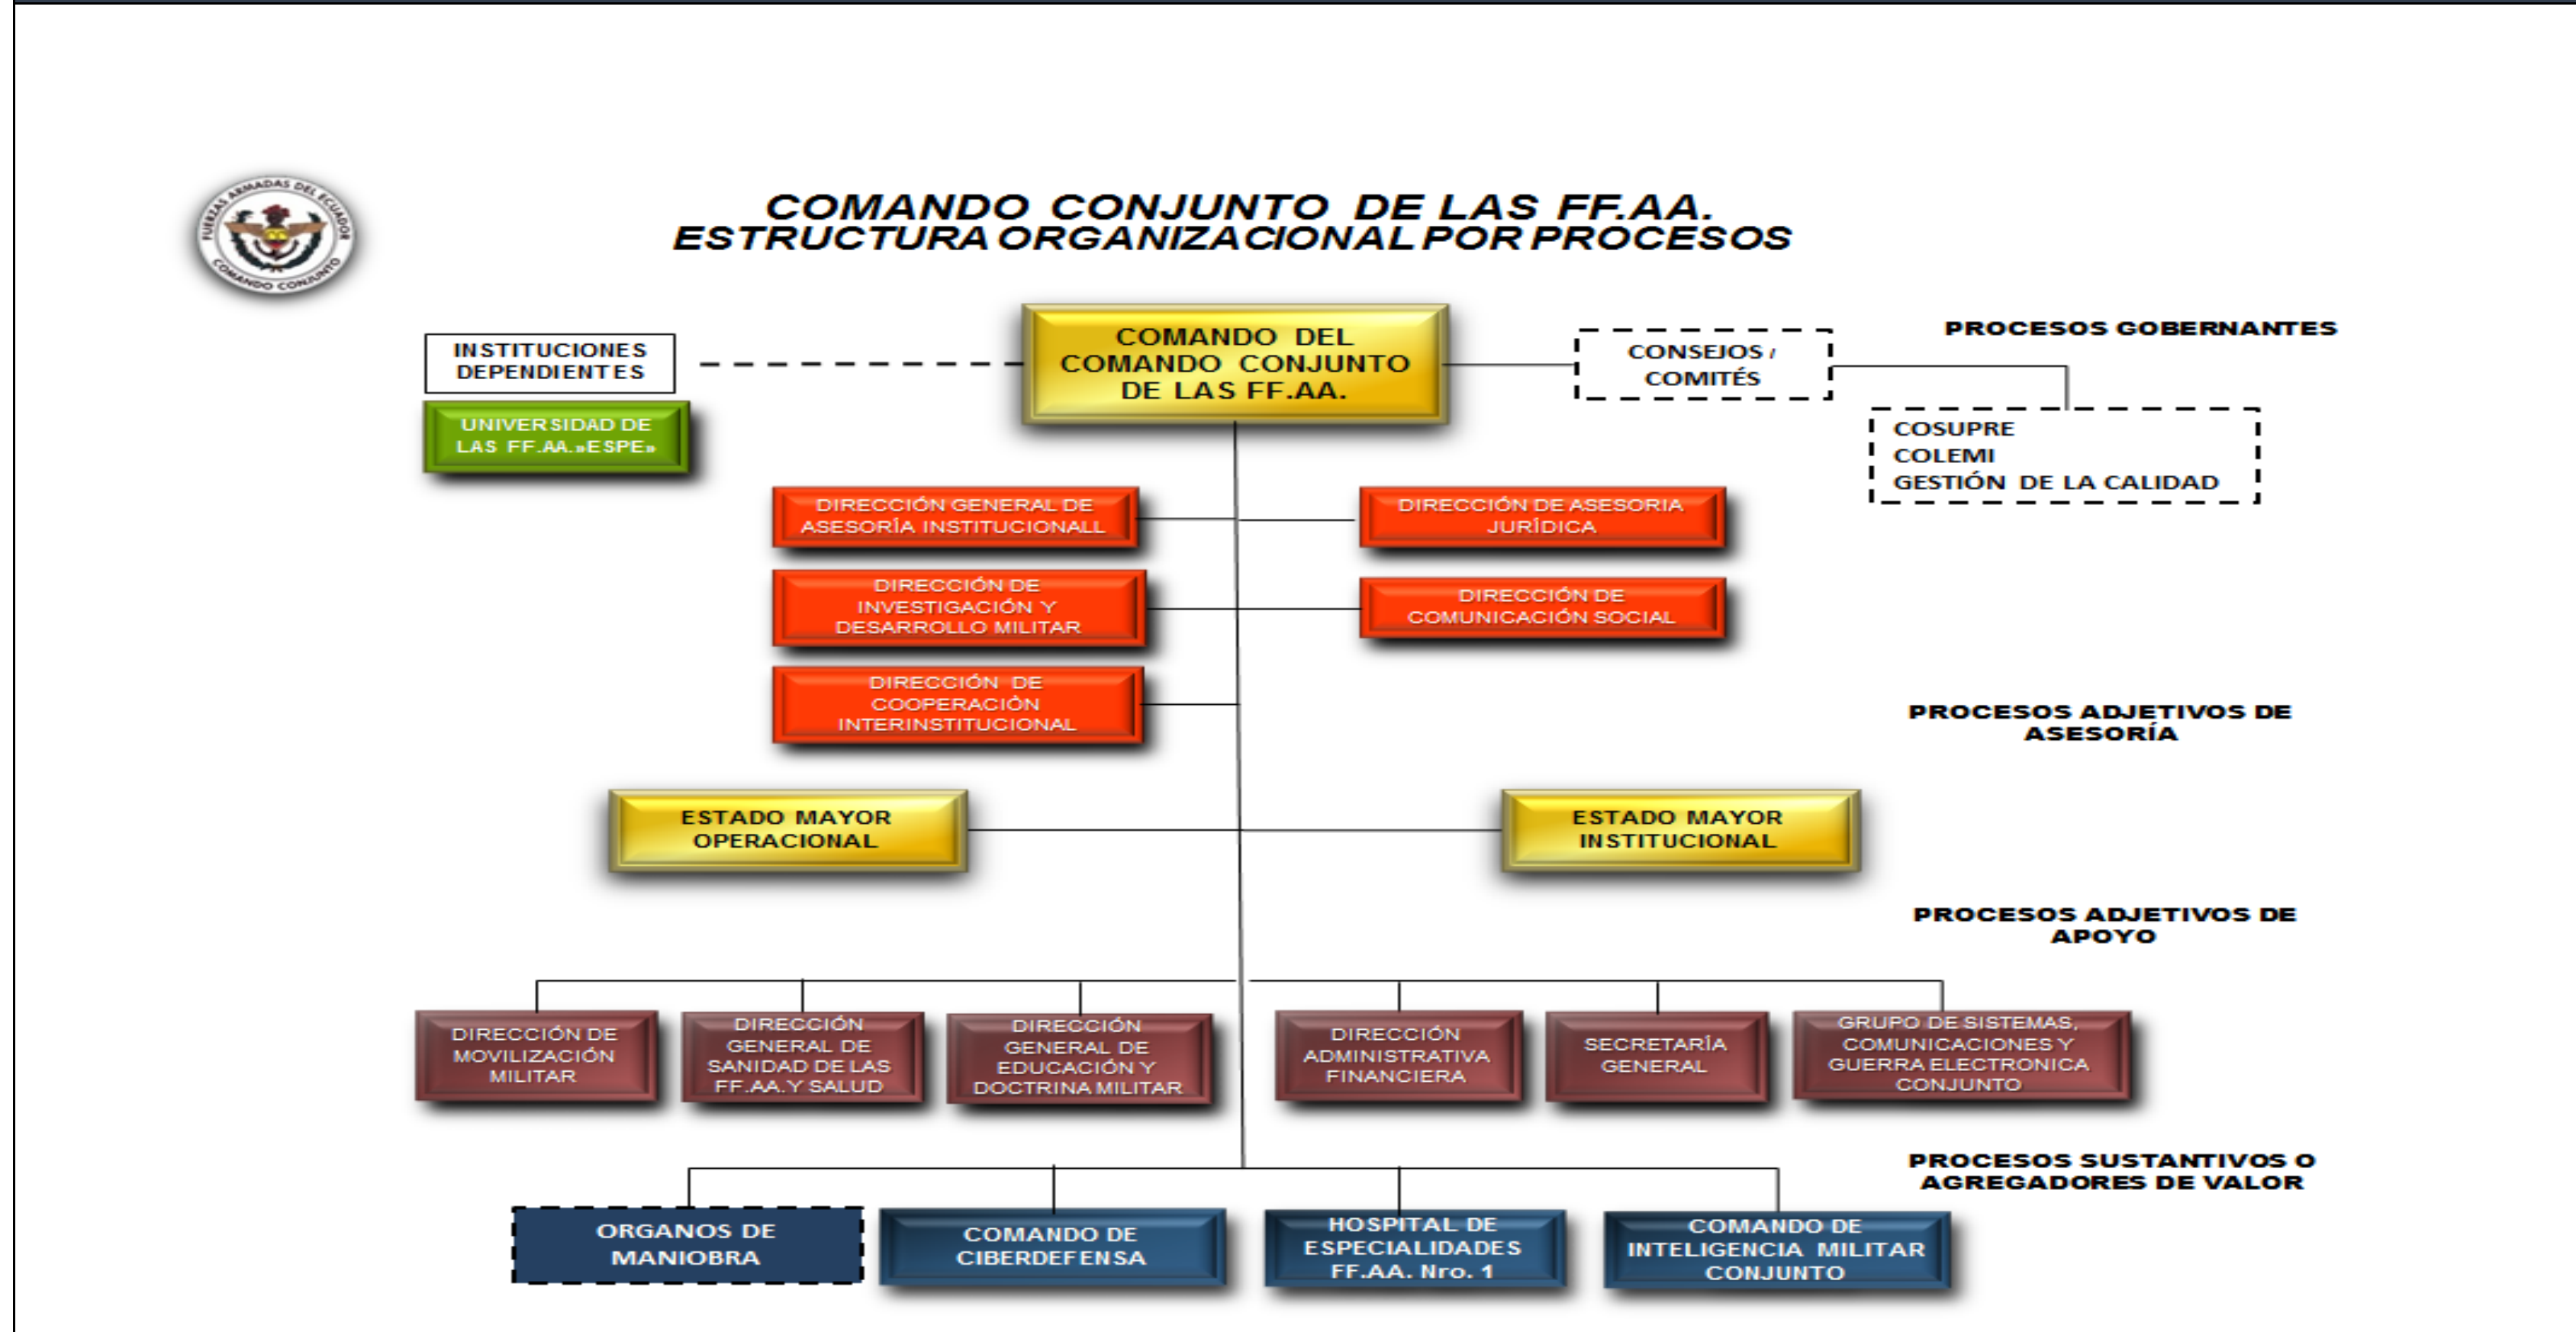 FUERZAS ARMADAS DEL ECUADOR
COMANDO CONJUNTO
COMANDO CONJUNTO DE LAS FF.AA.
ESTRUCTURA ORGANIZACIONAL POR PROCESOS
INSTITUCIONES
DEPENDIENTES
UNIVERSIDAD DE
LAS FF.AA.»ESPE»
COMANDO DEL
COMANDO CONJUNTO
DE LAS FF.AA.
CONSEJOS /
COMITÉS
PROCESOS GOBERNANTES
COSUPRE
COLEMI
GESTIÓN DE LA CALIDAD
DIRECCIÓN GENERAL DE
ASESORÍA INSTITUCIONALL
DIRECCIÓN DE ASESORIA
JURÍDICA
DIRECCIÓN DE
INVESTIGACIÓN Y
DESARROLLO MILITAR
DIRECCIÓN DE
COMUNICACIÓN SOCIAL
DIRECCIÓN DE
COOPERACIÓN
INTERINSTITUCIONAL
PROCESOS ADJETIVOS DE
ASESORÍA
ESTADO MAYOR
OPERACIONAL
ESTADO MAYOR
INSTITUCIONAL
PROCESOS ADJETIVOS DE
APOYO
DIRECCIÓN DE
MOVILIZACIÓN
MILITAR
DIRECCIÓN
GENERAL DE
SANIDAD DE LAS
FF.AA.Y SALUD
DIRECCIÓN
GENERAL DE
EDUCACIÓN Y
DOCTRINA MILITAR
DIRECCIÓN
ADMINISTRATIVA
FINANCIERA
SECRETARÍA
GENERAL
GRUPO DE SISTEMAS,
COMUNICACIONES Y
GUERRA ELECTRONICA
CONJUNTO
PROCESOS SUSTANTIVOS O
AGREGADORES DE VALOR
ORGANOS DE
MANIOBRA
COMANDO DE
CIBERDEFENSA
HOSPITAL DE
ESPECIALIDADES
FF.AA. Nro. 1
COMANDO DE
INTELIGENCIA MILITAR
CONJUNTO